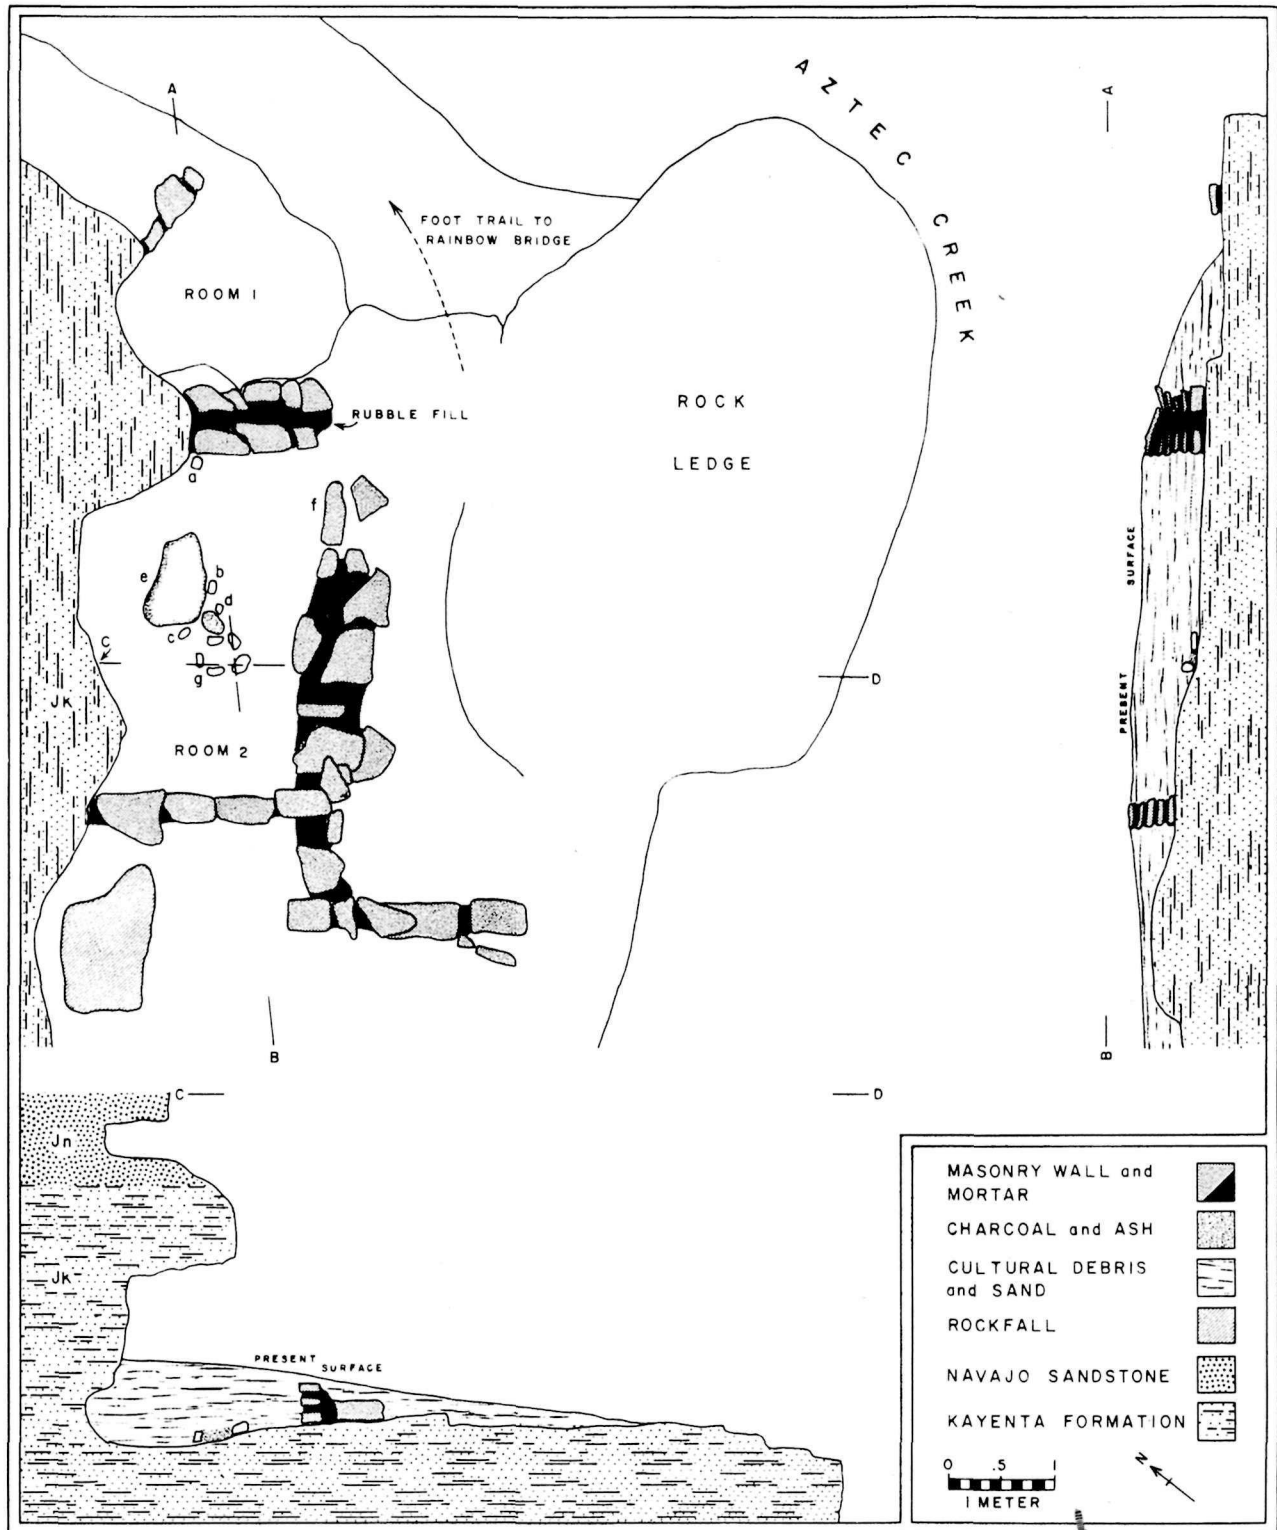 A
AZTEC CREEK
A
FOOT TRAIL TO
RAINBOW BRIDGE
ROOM 1
ROCK
LEDGE
RUBBLE FILL
a
f
e
b
d
c
C
g
D
Jk
ROOM 2
PRESENT SURFACE
B
B
C
D
Jn
Jk
PRESENT SURFACE
MASONRY WALL and
MORTAR
CHARCOAL and ASH
CULTURAL DEBRIS
and SAND
ROCKFALL
NAVAJO SANDSTONE
KAYENTA FORMATION
0 .5 1
1 METER
N